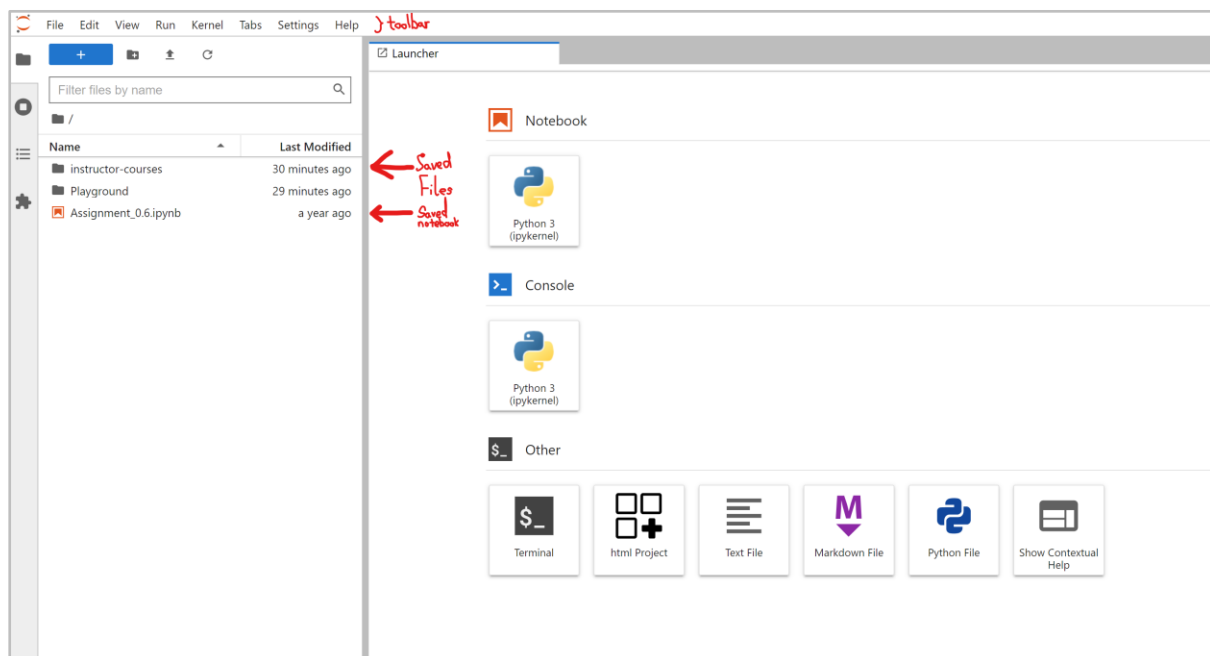 File Edit View Run Kernel Tabs Settings Help } toolbar
+
Launcher
Filter files by name
/
Name Last Modified
instructor-courses 30 minutes ago
Playground 29 minutes ago
Assignment_0.6.ipynb a year ago
Saved
Files
Saved
notebook
Notebook
Python 3
(ipykernel)
>_ Console
Python 3
(ipykernel)
$_ Other
$_
Terminal
html Project
Text File
M
Markdown File
Python File
Show Contextual
Help